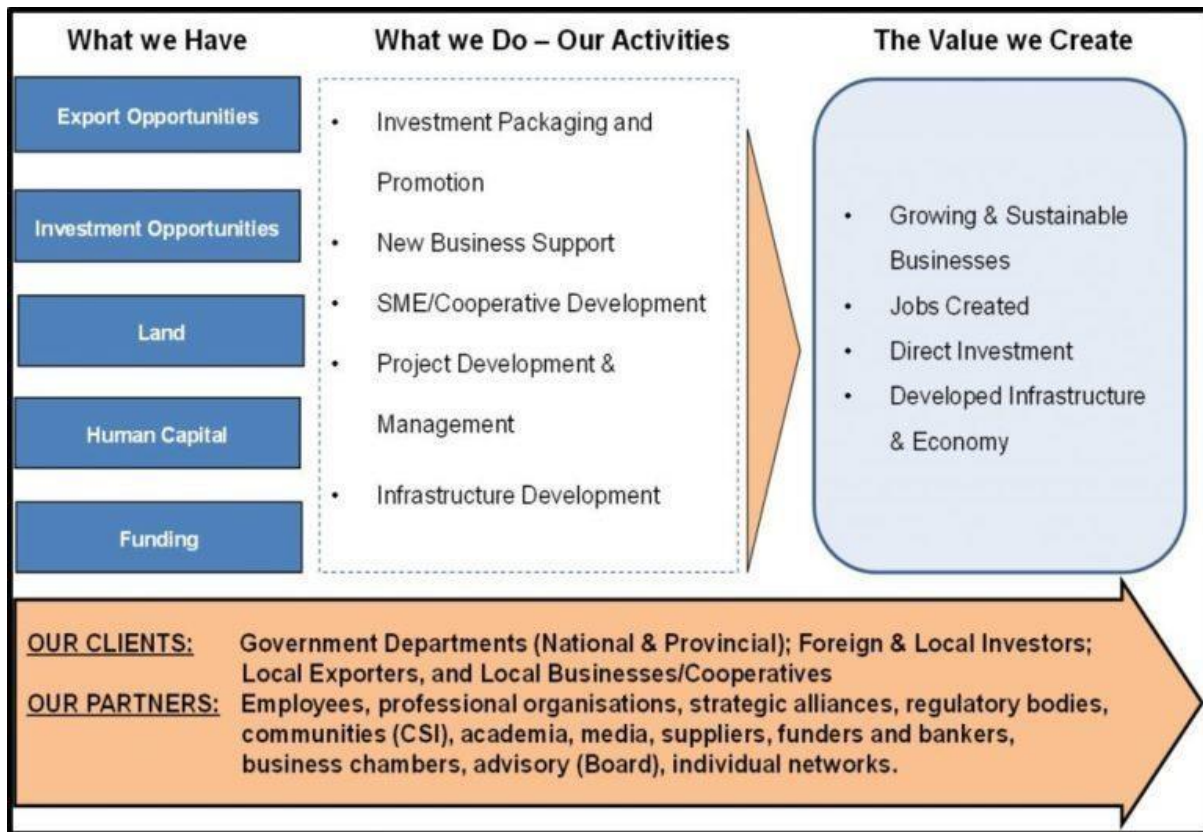 What we Have
What we Do – Our Activities
The Value we Create
Export Opportunities
Investment Opportunities
Land
Human Capital
Funding
• Investment Packaging and
Promotion
• New Business Support
• SME/Cooperative Development
• Project Development &
Management
• Infrastructure Development
• Growing & Sustainable
Businesses
• Jobs Created
• Direct Investment
• Developed Infrastructure
& Economy
OUR CLIENTS: Government Departments (National & Provincial); Foreign & Local Investors;
Local Exporters, and Local Businesses/Cooperatives
OUR PARTNERS: Employees, professional organisations, strategic alliances, regulatory bodies,
communities (CSI), academia, media, suppliers, funders and bankers,
business chambers, advisory (Board), individual networks.